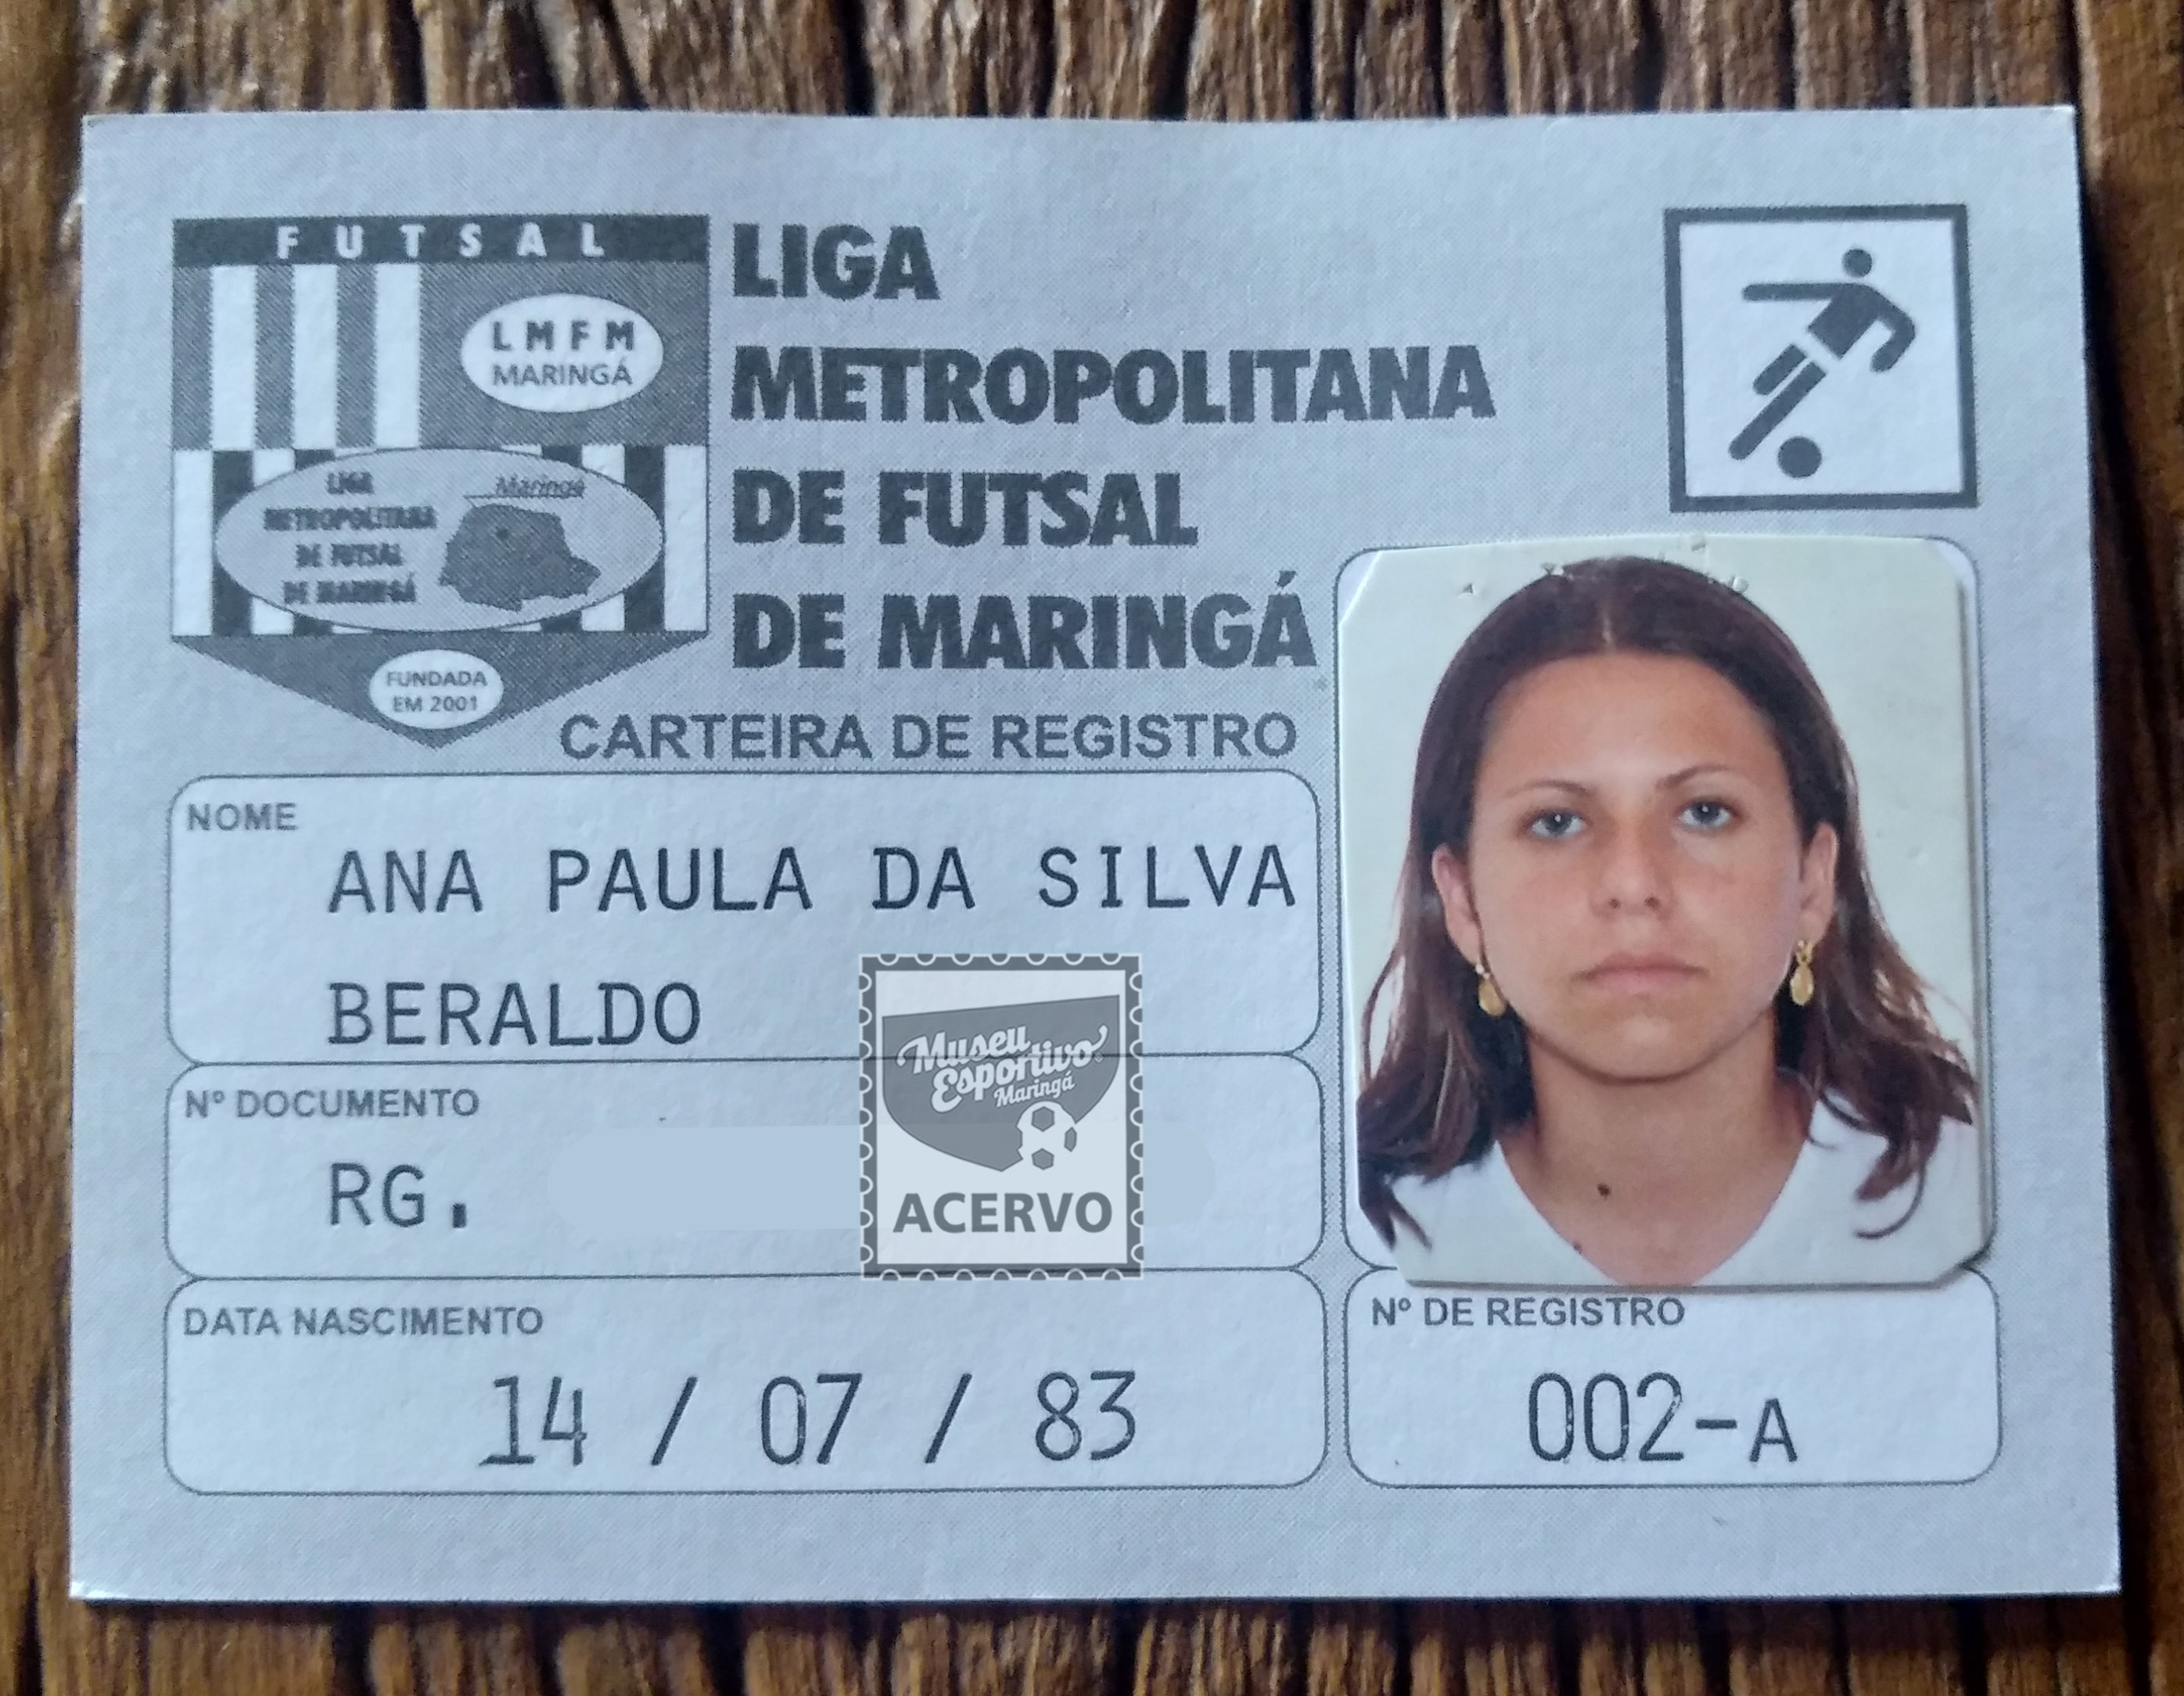 FUTSAL
LMFM
MARINGÁ
LIGA
METROPOLITANA
DE FUTSAL
DE MARINGÁ
Maringá
FUNDADA
EM 2001
LIGA
METROPOLITANA
DE FUTSAL
DE MARINGÁ
CARTEIRA DE REGISTRO
NOME
ANA PAULA DA SILVA
BERALDO
Nº DOCUMENTO
RG.
Museu
Esportivo
Maringá
ACERVO
DATA NASCIMENTO
14 / 07 / 83
Nº DE REGISTRO
002-A